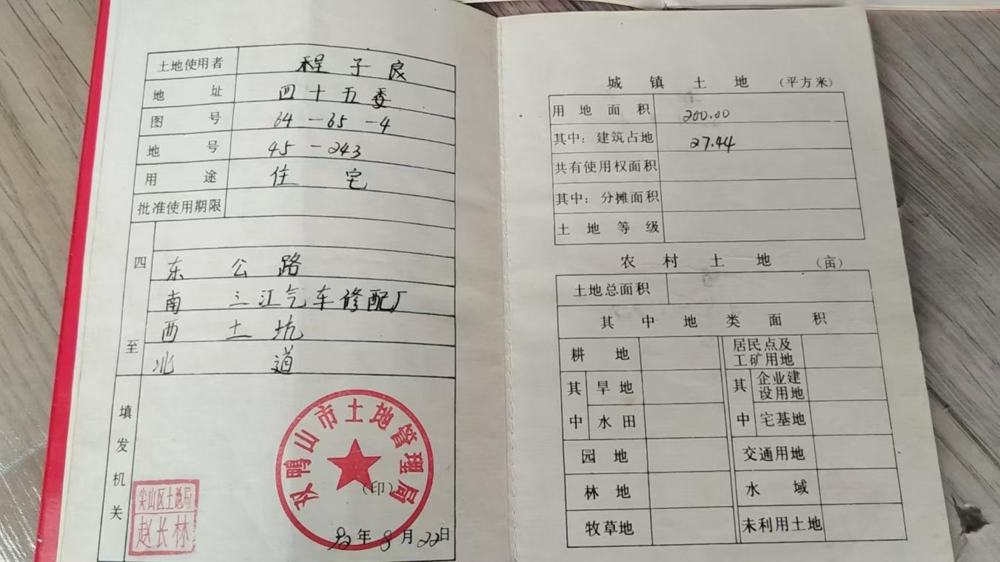 土地使用者 程子良
地址 四十五委
图号 64-65-4
地号 45-243
用途 住宅
批准使用期限
四至
东 公路
南 三江气车修配厂
西 土坑
北 道
填发机关
双鸭山市土地管理局
(印)
尖山区土地局
赵长林
92年8月22日
城镇土地 (平方米)
用地面积 200.00
其中: 建筑占地 27.44
共有使用权面积
其中: 分摊面积
土地等级
农村土地 (亩)
土地总面积
其中地类面积
耕地 居民点及工矿用地
其中 旱地 其中 企业建设用地
水田 宅基地
园地 交通用地
林地 水域
牧草地 未利用土地